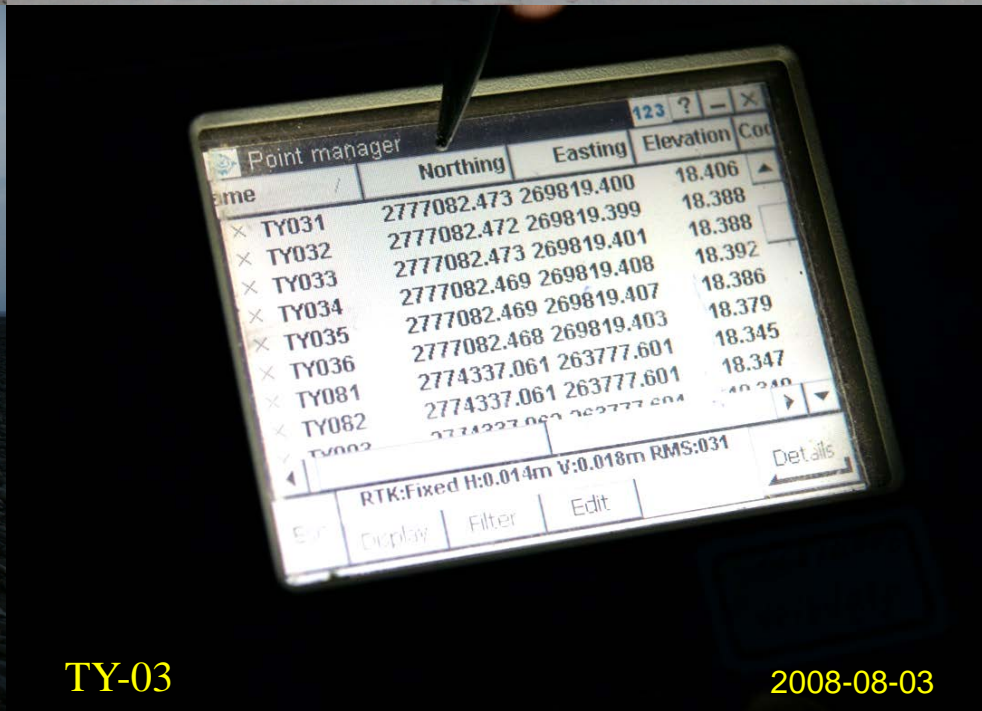 123 ?
Point manager
ame / Northing Easting Elevation Cod
TY031 2777082.473 269819.400 18.406
TY032 2777082.472 269819.399 18.388
TY033 2777082.473 269819.401 18.388
TY034 2777082.469 269819.408 18.392
TY035 2777082.469 269819.407 18.386
TY036 2777082.468 269819.403 18.379
TY081 2774337.061 263777.601 18.345
TY082 2774337.061 263777.601 18.347
RTK:Fixed H:0.014m V:0.018m RMS:031 Details
Esc Display Filter Edit
TY-03
2008-08-03